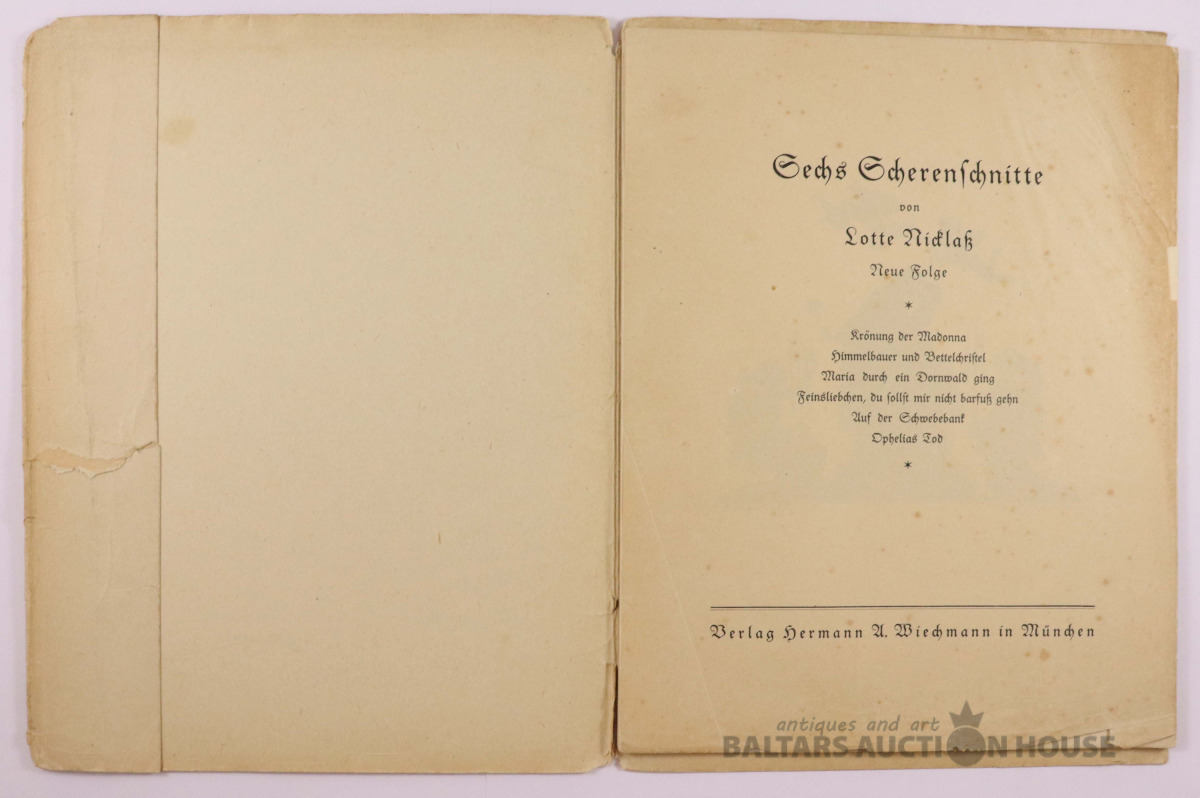 Sechs Scherenſchnitte
von
Lotte Nicklaß
Neue Folge
*
Krönung der Madonna
Himmelbauer und Bettelchriſtel
Maria durch ein Dornwald ging
Feinsliebchen, du ſollſt mir nicht barfuß gehn
Auf der Schwebebank
Ophelias Tod
*
Verlag Hermann A. Wiechmann in München
antiques and art
BALTARS AUCTION HOUSE